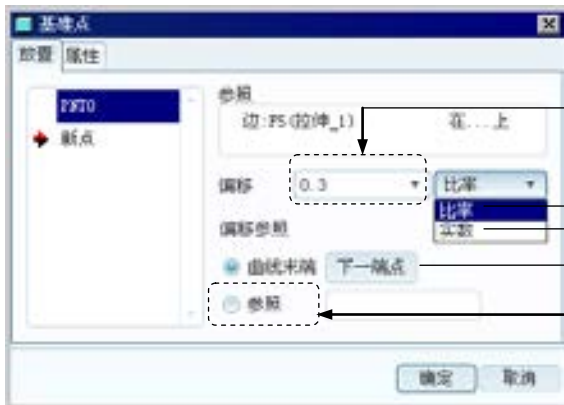 基准点
放置 属性
PNT0
新点
参照
边:F5(拉伸_1) 在...上
偏移 0.3 比率
比率
实数
偏移参照
曲线末端 下一端点
参照
确定 取消